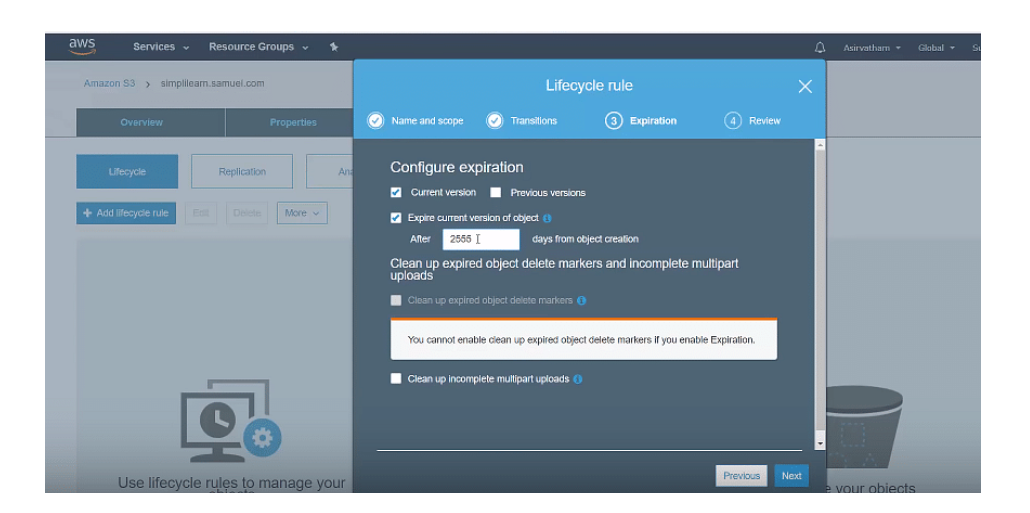 aws Services Resource Groups Asirvatham Global Su
Amazon S3 > simplilearn.samuel.com
Overview Properties
Lifecycle Replication Ana
+ Add lifecycle rule Edit Delete More
Use lifecycle rules to manage your
objects
Lifecycle rule
Name and scope Transitions 3 Expiration 4 Review
Configure expiration
Current version Previous versions
Expire current version of object
After 2555 days from object creation
Clean up expired object delete markers and incomplete multipart
uploads
Clean up expired object delete markers
You cannot enable clean up expired object delete markers if you enable Expiration.
Clean up incomplete multipart uploads
Previous Next
your objects